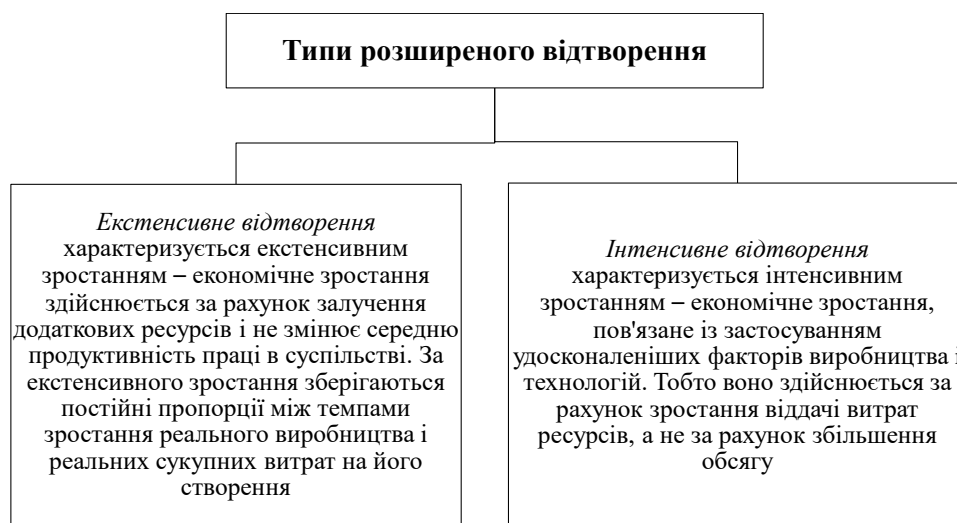 Типи розширеного відтворення
Екстенсивне відтворення
характеризується екстенсивним
зростанням – економічне зростання
здійснюється за рахунок залучення
додаткових ресурсів і не змінює середню
продуктивність праці в суспільстві. За
екстенсивного зростання зберігаються
постійні пропорції між темпами
зростання реального виробництва і
реальних сукупних витрат на його
створення
Інтенсивне відтворення
характеризується інтенсивним
зростанням – економічне зростання,
пов'язане із застосуванням
удосконаленіших факторів виробництва і
технологій. Тобто воно здійснюється за
рахунок зростання віддачі витрат
ресурсів, а не за рахунок збільшення
обсягу